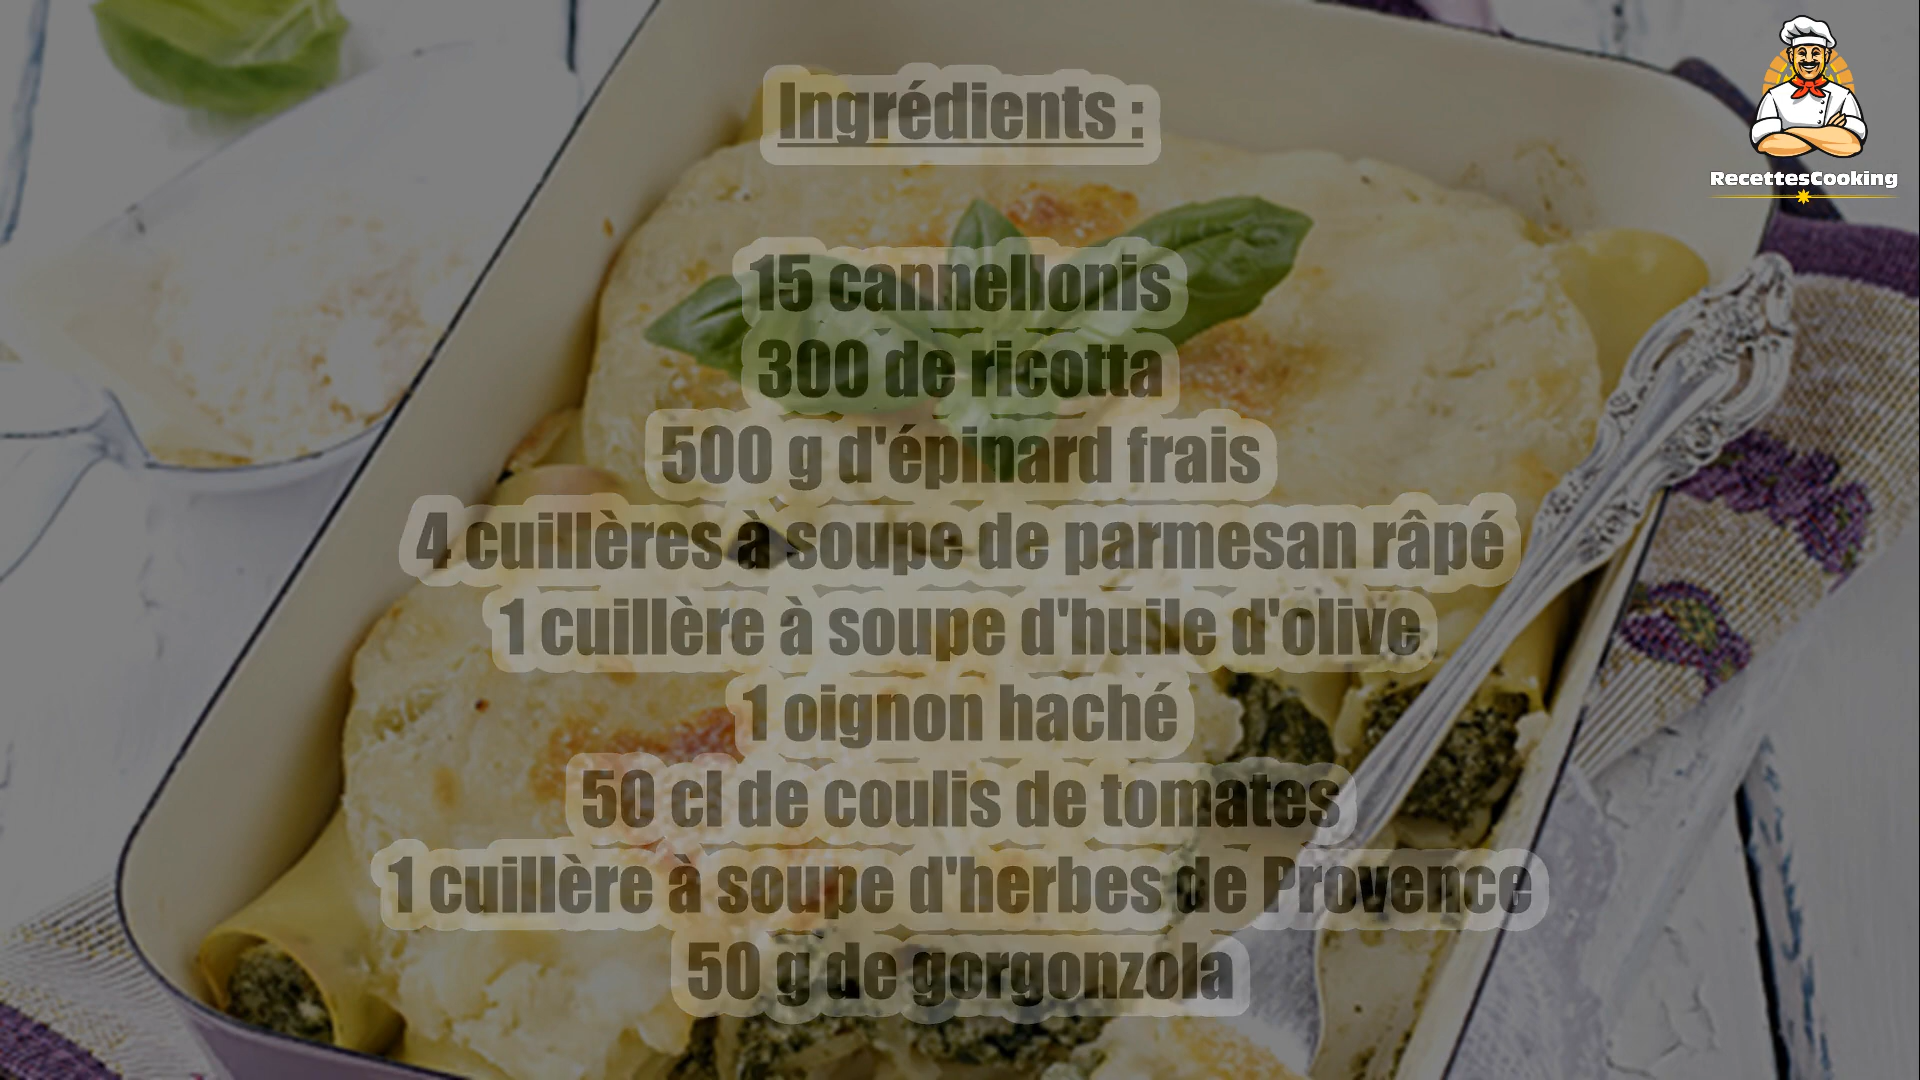 Ingrédients :
RecettesCooking
15 cannellonis
300 de ricotta
500 g d'épinard frais
4 cuillères à soupe de parmesan râpé
1 cuillère à soupe d'huile d'olive
1 oignon haché
50 cl de coulis de tomates
1 cuillère à soupe d'herbes de Provence
50 g de gorgonzola